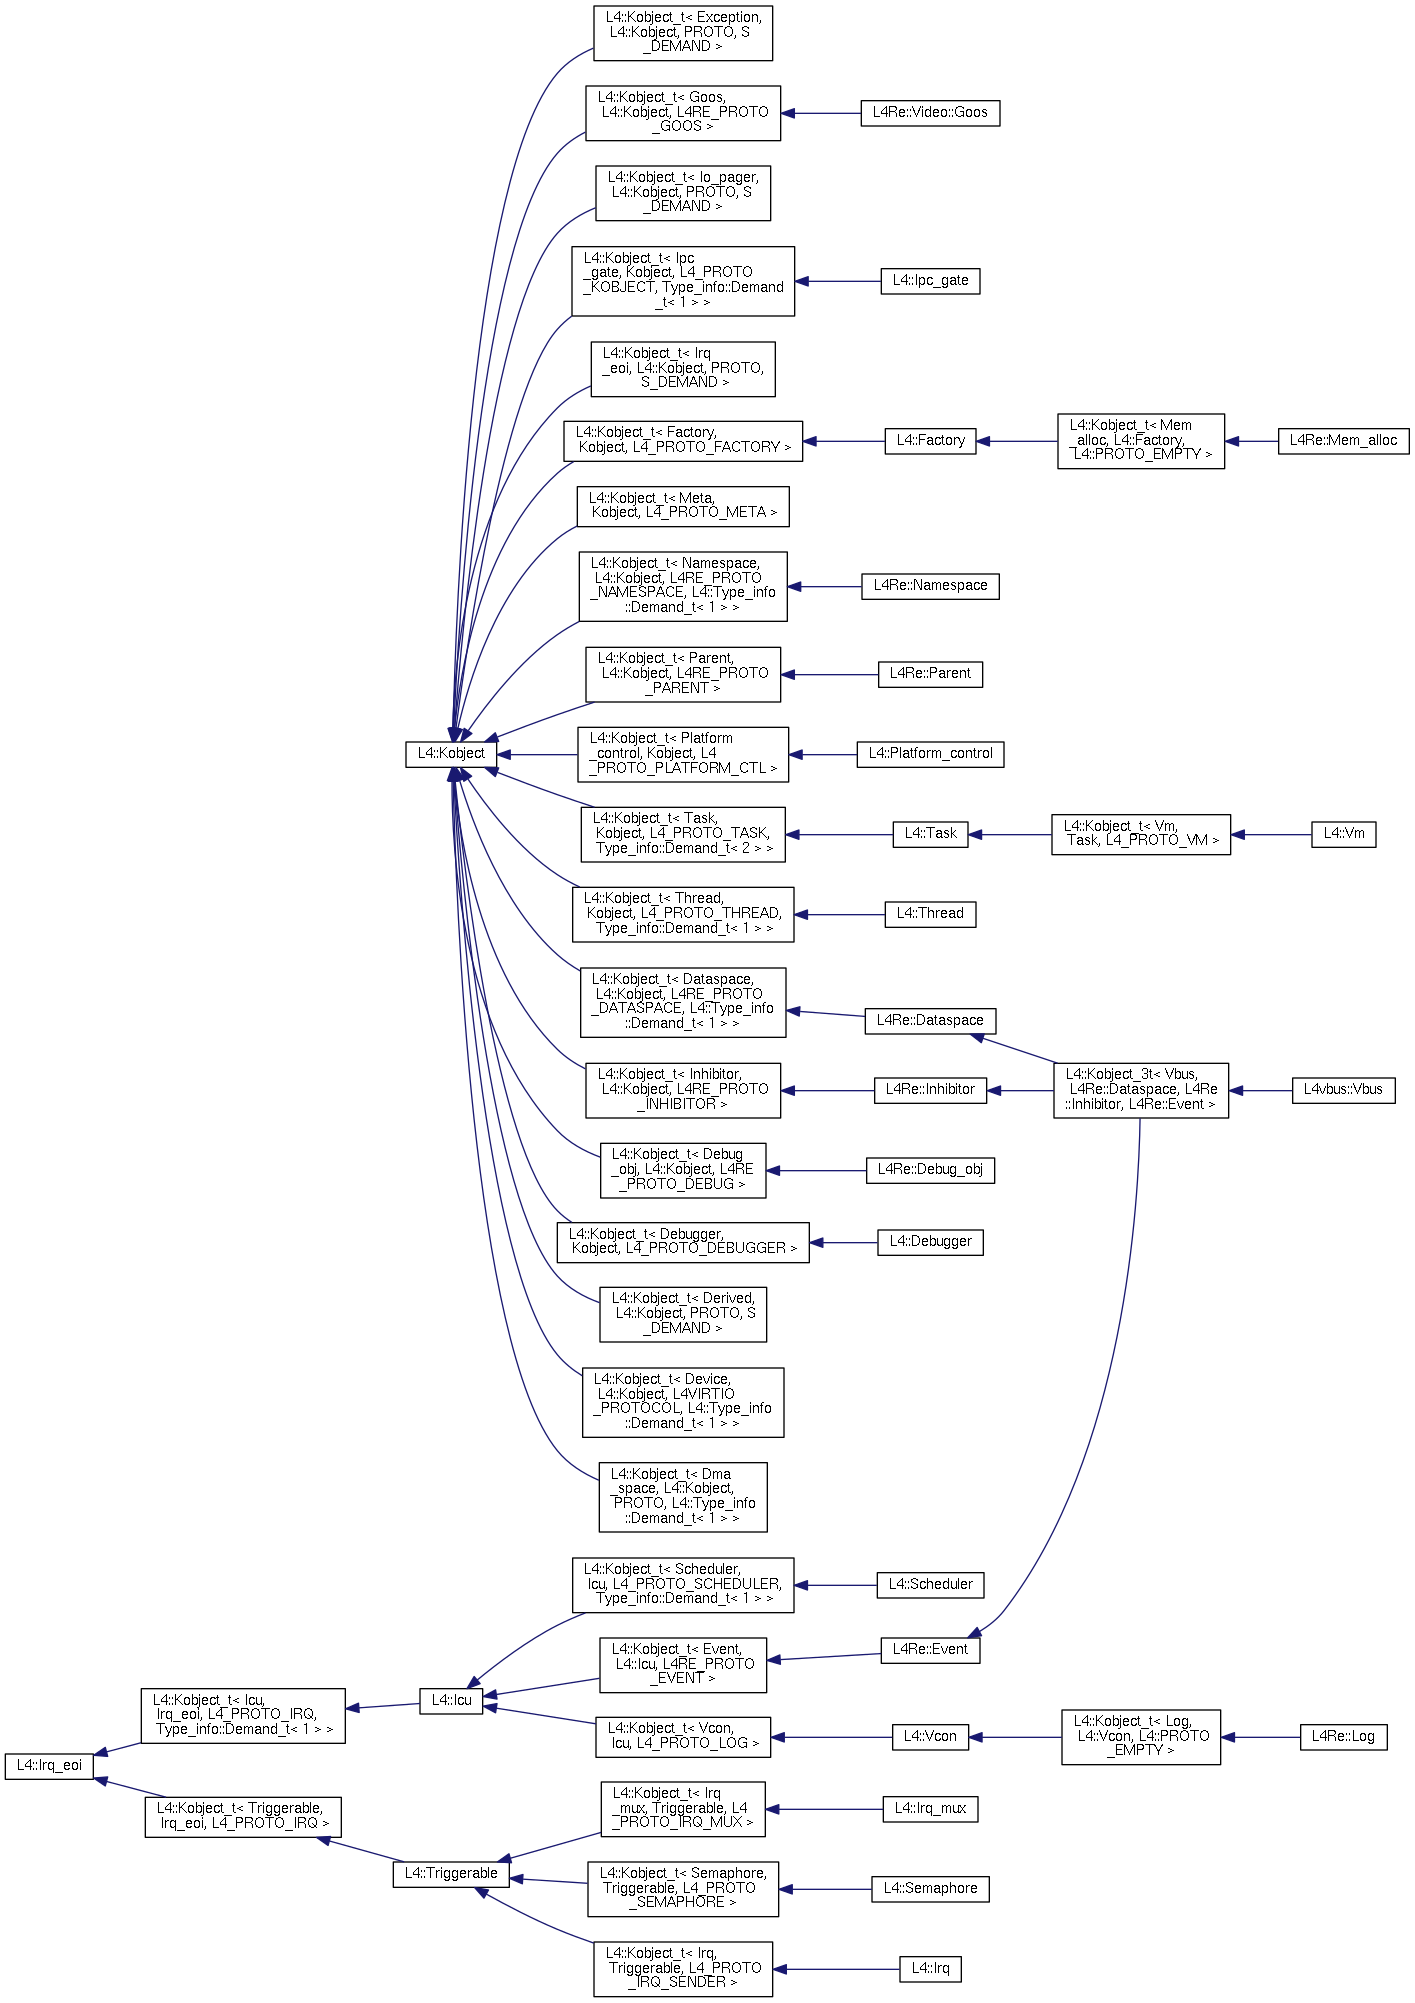 L4::Kobject_t< Exception,
L4::Kobject, PROTO, S
_DEMAND >
L4::Kobject_t< Goos,
L4::Kobject, L4RE_PROTO
_GOOS >
L4Re::Video::Goos
L4::Kobject_t< Io_pager,
L4::Kobject, PROTO, S
_DEMAND >
L4::Kobject_t< Ipc
_gate, Kobject, L4_PROTO
_KOBJECT, Type_info::Demand
_t< 1 > >
L4::Ipc_gate
L4::Kobject_t< Irq
_eoi, L4::Kobject, PROTO,
S_DEMAND >
L4::Kobject_t< Factory,
Kobject, L4_PROTO_FACTORY >
L4::Factory
L4::Kobject_t< Mem
_alloc, L4::Factory,
L4::PROTO_EMPTY >
L4Re::Mem_alloc
L4::Kobject_t< Meta,
Kobject, L4_PROTO_META >
L4::Kobject_t< Namespace,
L4::Kobject, L4RE_PROTO
_NAMESPACE, L4::Type_info
::Demand_t< 1 > >
L4Re::Namespace
L4::Kobject_t< Parent,
L4::Kobject, L4RE_PROTO
_PARENT >
L4Re::Parent
L4::Kobject
L4::Kobject_t< Platform
_control, Kobject, L4
_PROTO_PLATFORM_CTL >
L4::Platform_control
L4::Kobject_t< Task,
Kobject, L4_PROTO_TASK,
Type_info::Demand_t< 2 > >
L4::Task
L4::Kobject_t< Vm,
Task, L4_PROTO_VM >
L4::Vm
L4::Kobject_t< Thread,
Kobject, L4_PROTO_THREAD,
Type_info::Demand_t< 1 > >
L4::Thread
L4::Kobject_t< Dataspace,
L4::Kobject, L4RE_PROTO
_DATASPACE, L4::Type_info
::Demand_t< 1 > >
L4Re::Dataspace
L4::Kobject_t< Inhibitor,
L4::Kobject, L4RE_PROTO
_INHIBITOR >
L4Re::Inhibitor
L4::Kobject_3t< Vbus,
L4Re::Dataspace, L4Re
::Inhibitor, L4Re::Event >
L4vbus::Vbus
L4::Kobject_t< Debug
_obj, L4::Kobject, L4RE
_PROTO_DEBUG >
L4Re::Debug_obj
L4::Kobject_t< Debugger,
Kobject, L4_PROTO_DEBUGGER >
L4::Debugger
L4::Kobject_t< Derived,
L4::Kobject, PROTO, S
_DEMAND >
L4::Kobject_t< Device,
L4::Kobject, L4VIRTIO
_PROTOCOL, L4::Type_info
::Demand_t< 1 > >
L4::Kobject_t< Dma
_space, L4::Kobject,
PROTO, L4::Type_info
::Demand_t< 1 > >
L4::Kobject_t< Scheduler,
Icu, L4_PROTO_SCHEDULER,
Type_info::Demand_t< 1 > >
L4::Scheduler
L4::Kobject_t< Event,
L4::Icu, L4RE_PROTO
_EVENT >
L4Re::Event
L4::Kobject_t< Icu,
Irq_eoi, L4_PROTO_IRQ,
Type_info::Demand_t< 1 > >
L4::Icu
L4::Kobject_t< Vcon,
Icu, L4_PROTO_LOG >
L4::Vcon
L4::Kobject_t< Log,
L4::Vcon, L4::PROTO
_EMPTY >
L4Re::Log
L4::Irq_eoi
L4::Kobject_t< Triggerable,
Irq_eoi, L4_PROTO_IRQ >
L4::Kobject_t< Irq
_mux, Triggerable, L4
_PROTO_IRQ_MUX >
L4::Irq_mux
L4::Triggerable
L4::Kobject_t< Semaphore,
Triggerable, L4_PROTO
_SEMAPHORE >
L4::Semaphore
L4::Kobject_t< Irq,
Triggerable, L4_PROTO
_IRQ_SENDER >
L4::Irq